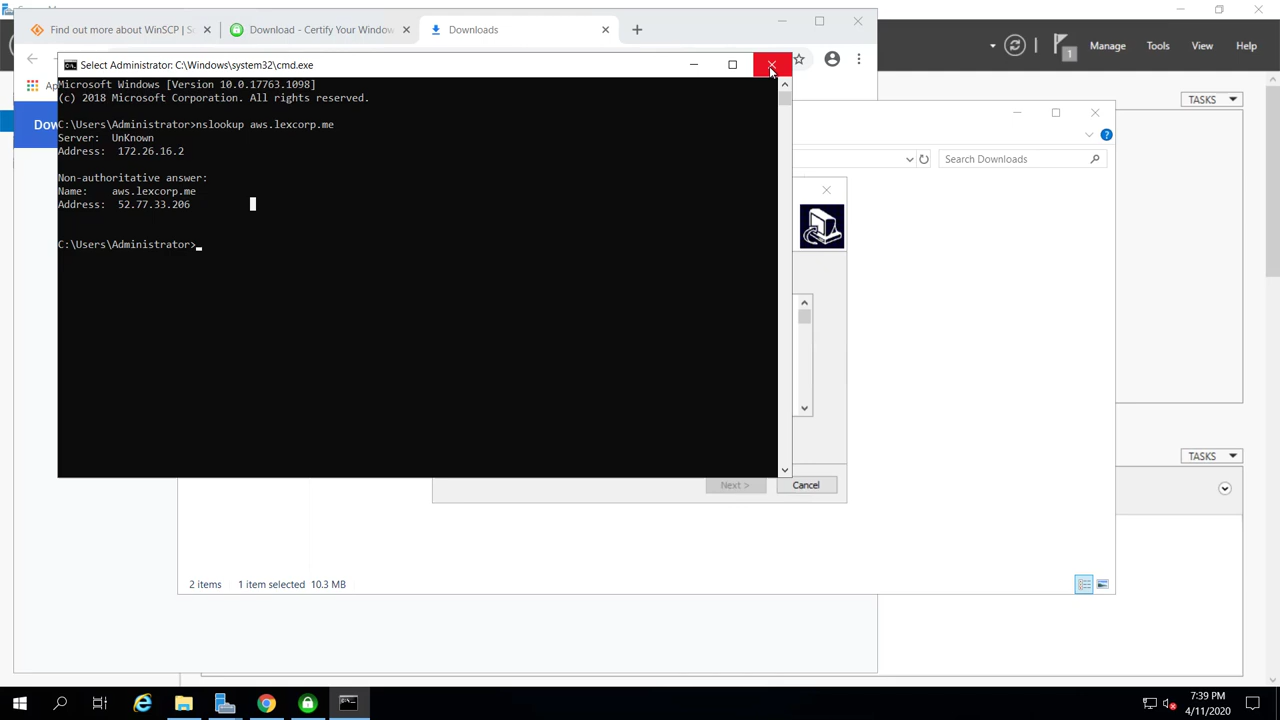 Find out more about WinSCP | S
Download - Certify Your Window
Downloads
Manage
Tools
View
Help
1
Select Administrator: C:\Windows\system32\cmd.exe
Microsoft Windows [Version 10.0.17763.1098]
(c) 2018 Microsoft Corporation. All rights reserved.
C:\Users\Administrator>nslookup aws.lexcorp.me
Server: UnKnown
Address: 172.26.16.2
Non-authoritative answer:
Name: aws.lexcorp.me
Address: 52.77.33.206
C:\Users\Administrator>
Ap
Dow
TASKS
Search Downloads
TASKS
Next >
Cancel
2 items
1 item selected
10.3 MB
7:39 PM
4/11/2020